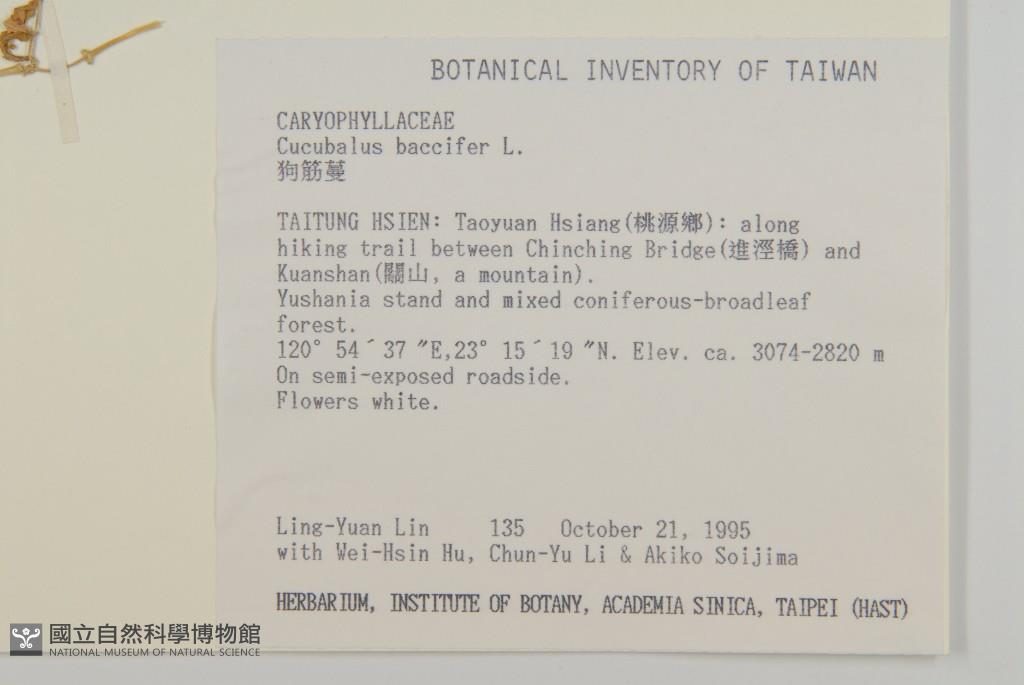 BOTANICAL INVENTORY OF TAIWAN
CARYOPHYLLACEAE
Cucubalus baccifer L.
狗筋蔓
TAITUNG HSIEN: Taoyuan Hsiang(桃源鄉): along
hiking trail between Chinching Bridge(進涇橋) and
Kuanshan(關山, a mountain).
Yushania stand and mixed coniferous-broadleaf
forest.
120° 54´37 ″E,23° 15´19 ″N. Elev. ca. 3074-2820 m
On semi-exposed roadside.
Flowers white.
Ling-Yuan Lin 135 October 21, 1995
with Wei-Hsin Hu, Chun-Yu Li & Akiko Soijima
HERBARIUM, INSTITUTE OF BOTANY, ACADEMIA SINICA, TAIPEI (HAST)
國立自然科學博物館
NATIONAL MUSEUM OF NATURAL SCIENCE